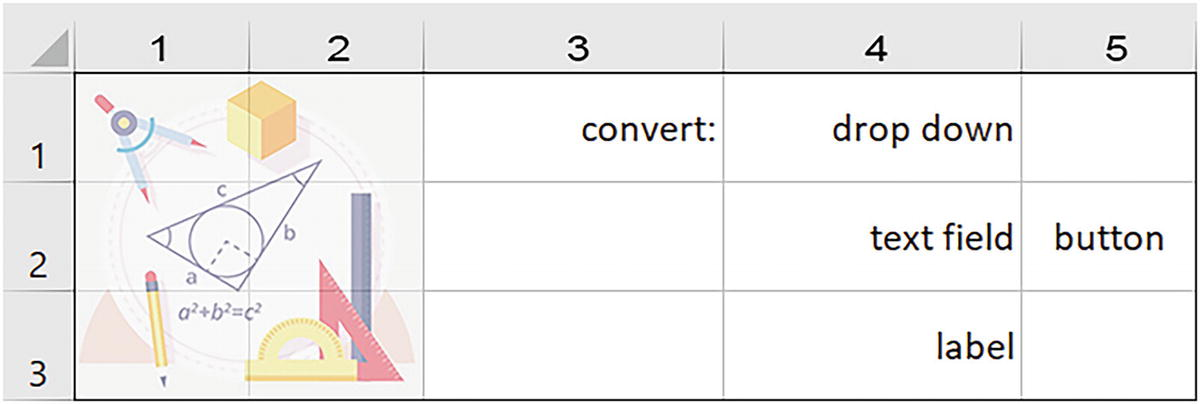 1 2 3 4 5
1 convert: drop down
2 text field button
3 label
c
b
a
a²+b²=c²